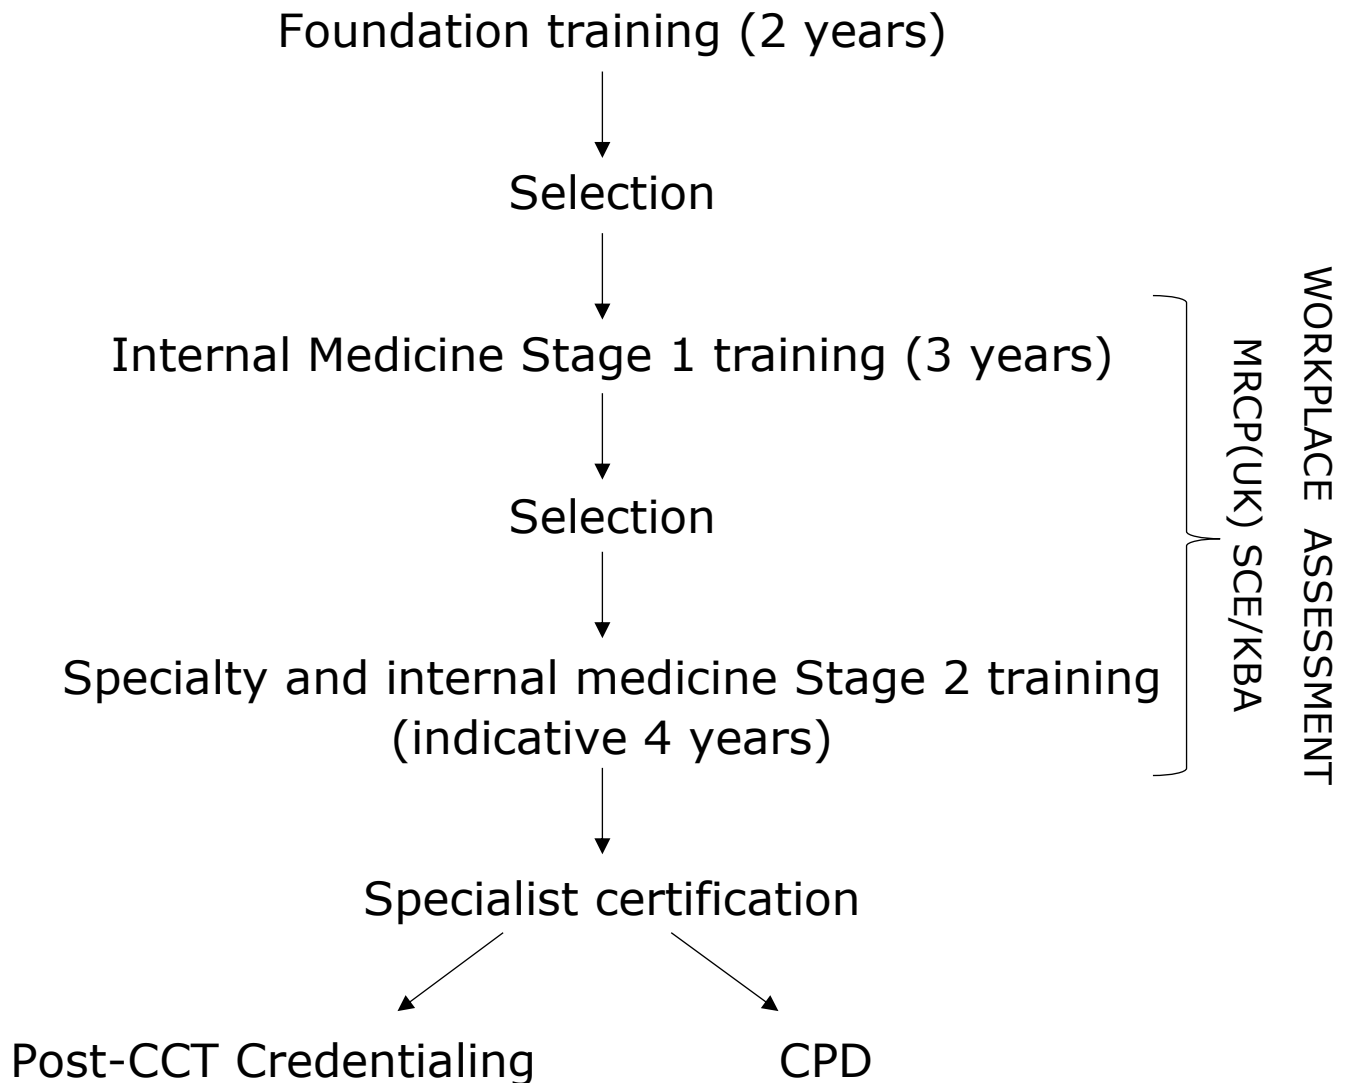 Foundation training (2 years)
Selection
Internal Medicine Stage 1 training (3 years)
Selection
Specialty and internal medicine Stage 2 training
(indicative 4 years)
Specialist certification
Post-CCT Credentialing
CPD
WORKPLACE ASSESSMENT
MRCP(UK) SCE/KBA